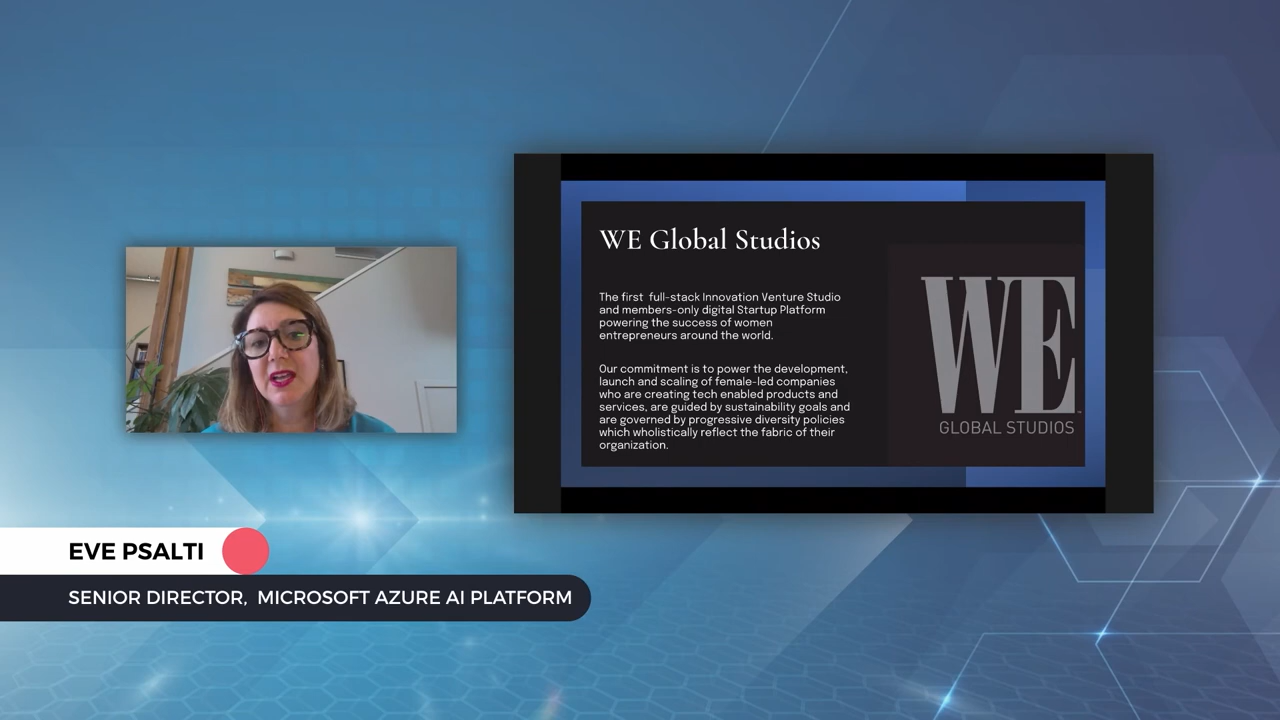 WE Global Studios
The first full-stack Innovation Venture Studio
and members-only digital Startup Platform
powering the success of women
entrepreneurs around the world.
Our commitment is to power the development,
launch and scaling of female-led companies
who are creating tech enabled products and
services, are guided by sustainability goals and
are governed by progressive diversity policies
which wholistically reflect the fabric of their
organization.
WE
GLOBAL STUDIOS
EVE PSALTI
SENIOR DIRECTOR, MICROSOFT AZURE AI PLATFORM